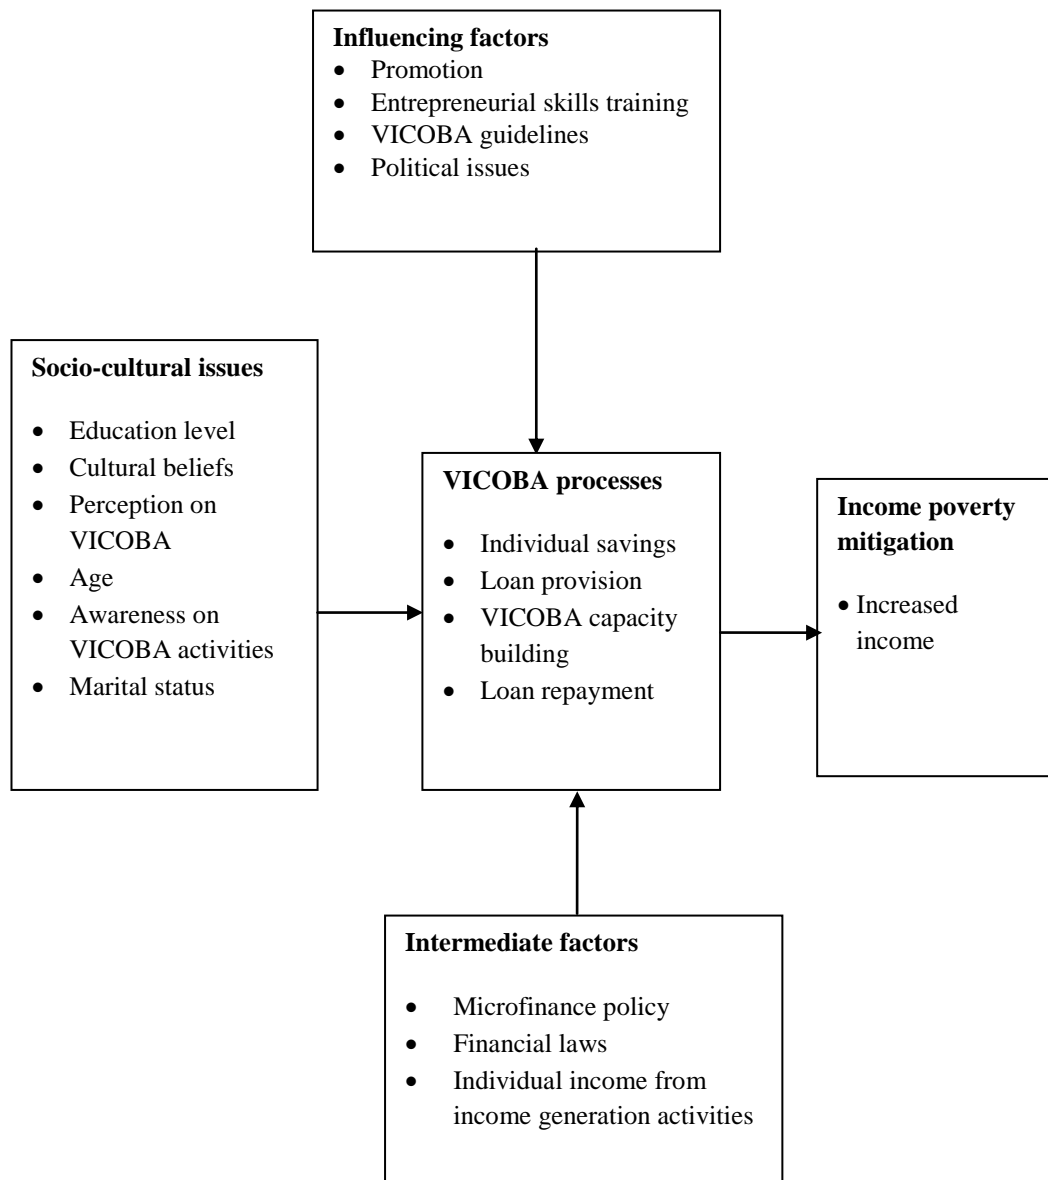 Influencing factors
• Promotion
• Entrepreneurial skills training
• VICOBA guidelines
• Political issues
Socio-cultural issues
• Education level
• Cultural beliefs
• Perception on
VICOBA
• Age
• Awareness on
VICOBA activities
• Marital status
VICOBA processes
• Individual savings
• Loan provision
• VICOBA capacity
building
• Loan repayment
Income poverty
mitigation
• Increased
income
Intermediate factors
• Microfinance policy
• Financial laws
• Individual income from
income generation activities